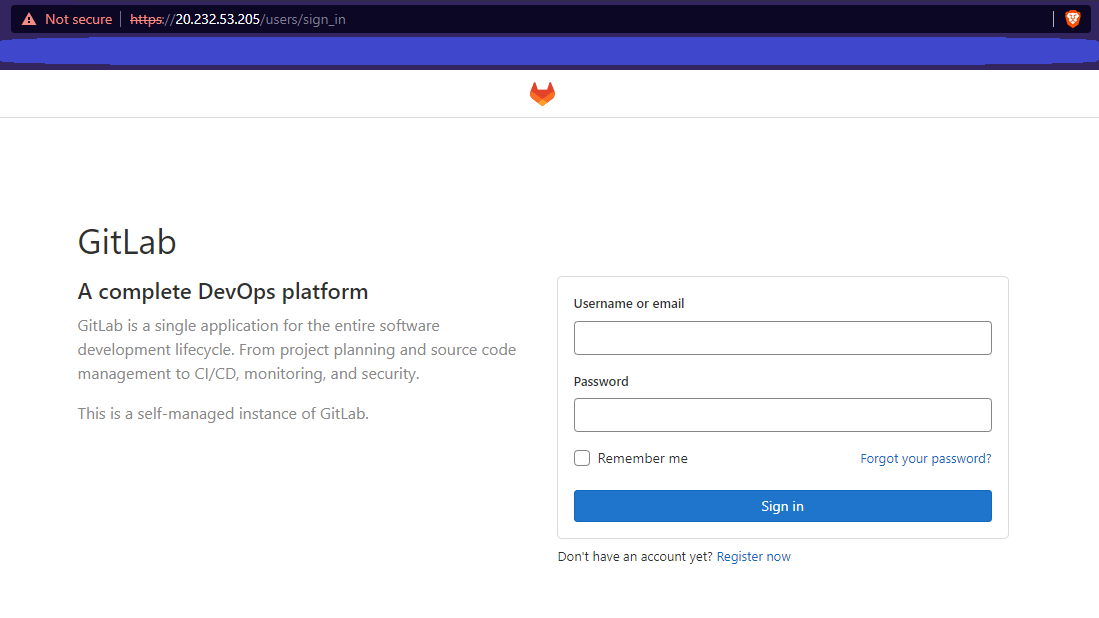 Not secure https://20.232.53.205/users/sign_in
GitLab
A complete DevOps platform
GitLab is a single application for the entire software
development lifecycle. From project planning and source code
management to CI/CD, monitoring, and security.
This is a self-managed instance of GitLab.
Username or email
Password
Remember me Forgot your password?
Sign in
Don't have an account yet? Register now